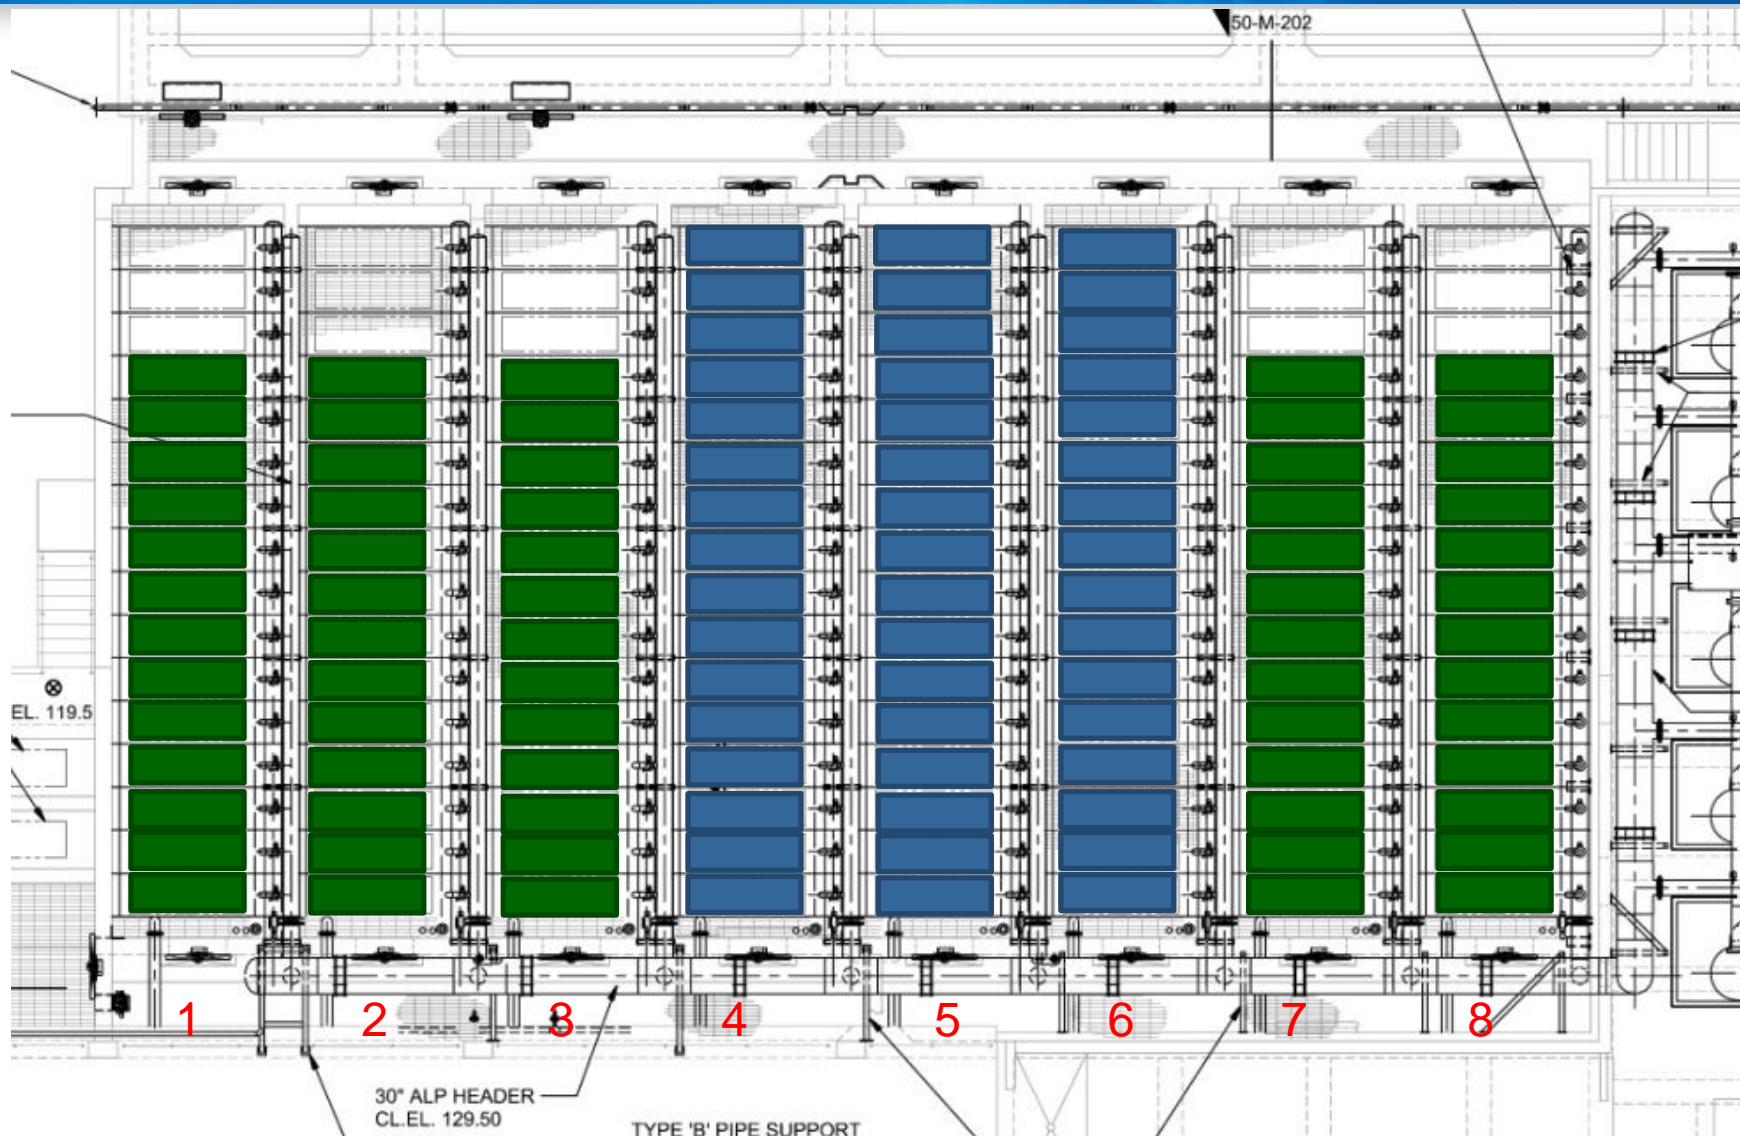 50-M-202
EL. 119.5
1 2 3 4 5 6 7 8
30" ALP HEADER
CL.EL. 129.50
TYPE 'B' PIPE SUPPORT